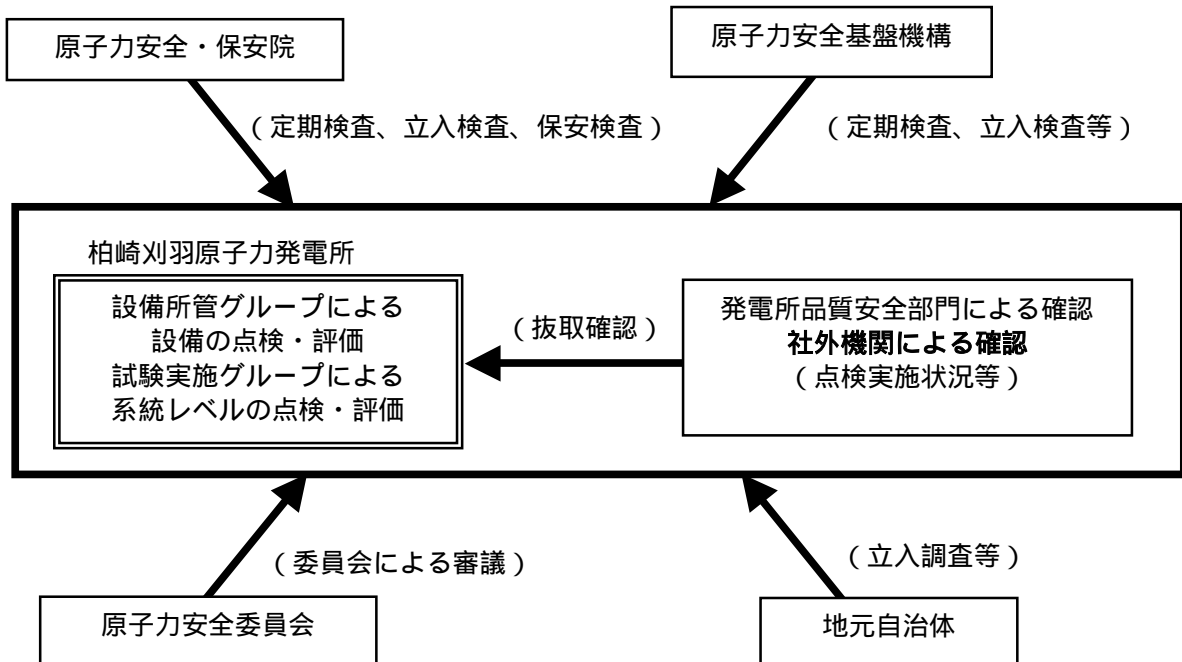 原子力安全・保安院
原子力安全基盤機構
（定期検査、立入検査、保安検査）
（定期検査、立入検査等）
柏崎刈羽原子力発電所
設備所管グループによる
設備の点検・評価
試験実施グループによる
系統レベルの点検・評価
（抜取確認）
発電所品質安全部門による確認
社外機関による確認
（点検実施状況等）
（委員会による審議）
（立入調査等）
原子力安全委員会
地元自治体